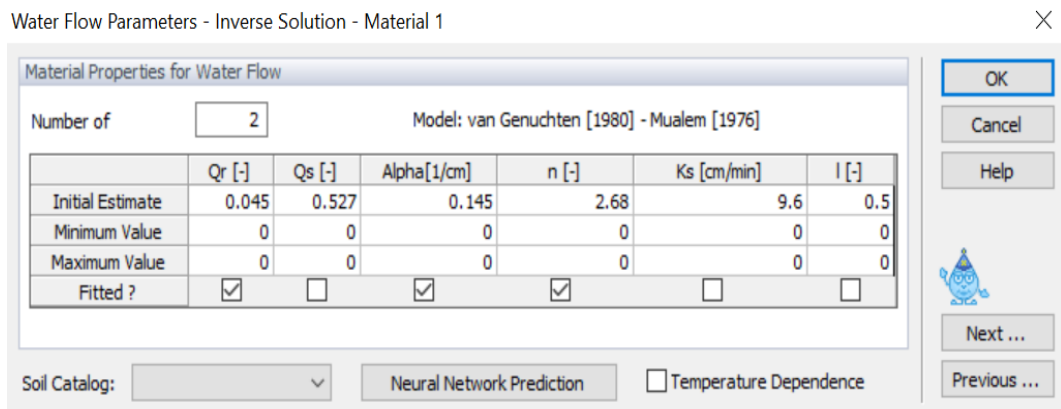 Water Flow Parameters - Inverse Solution - Material 1
Material Properties for Water Flow
OK
Number of 2 Model: van Genuchten [1980] - Mualem [1976]
Cancel
Qr [-] Qs [-] Alpha[1/cm] n [-] Ks [cm/min] l [-]
Help
Initial Estimate 0.045 0.527 0.145 2.68 9.6 0.5
Minimum Value 0 0 0 0 0 0
Maximum Value 0 0 0 0 0 0
Fitted ?
Next ...
Soil Catalog: Neural Network Prediction Temperature Dependence Previous ...